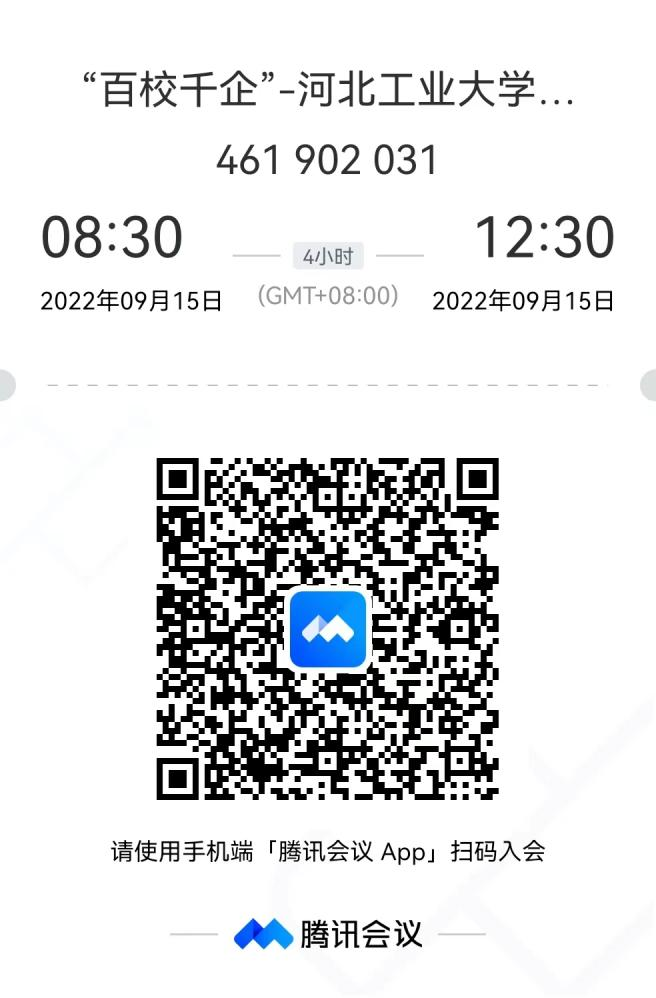 “百校千企”-河北工业大学...
461 902 031
08:30
4小时
12:30
2022年09月15日
(GMT+08:00)
2022年09月15日
请使用手机端「腾讯会议 App」扫码入会
腾讯会议